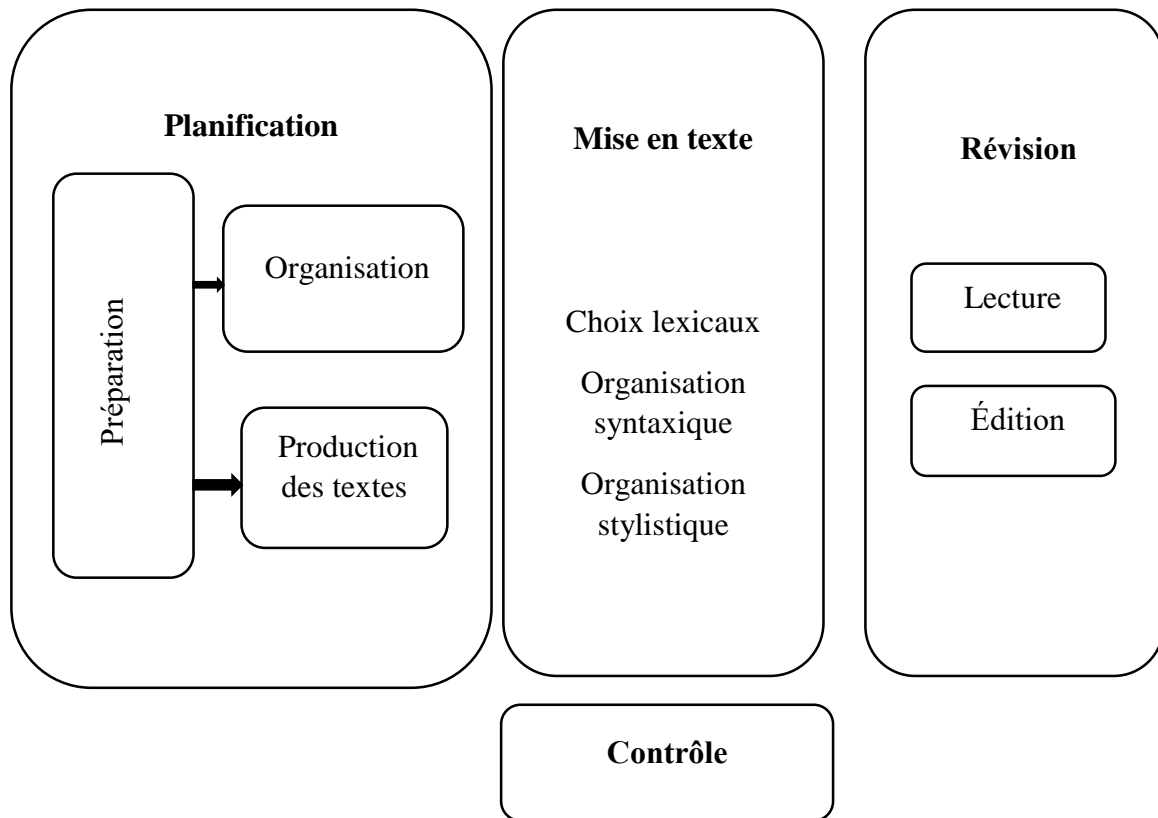 Planification
Préparation
Organisation
Production
des textes
Mise en texte
Choix lexicaux
Organisation
syntaxique
Organisation
stylistique
Révision
Lecture
Édition
Contrôle